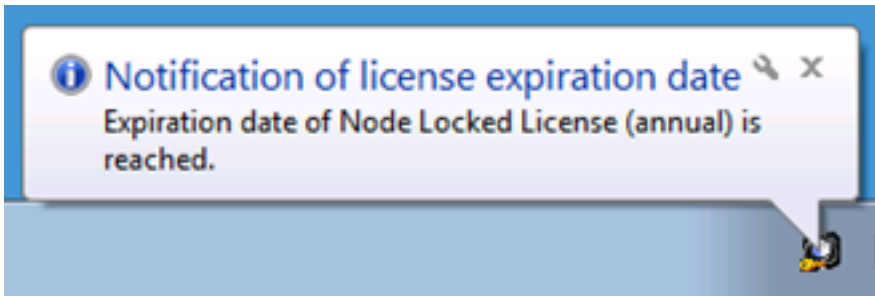 Notification of license expiration date
Expiration date of Node Locked License (annual) is
reached.